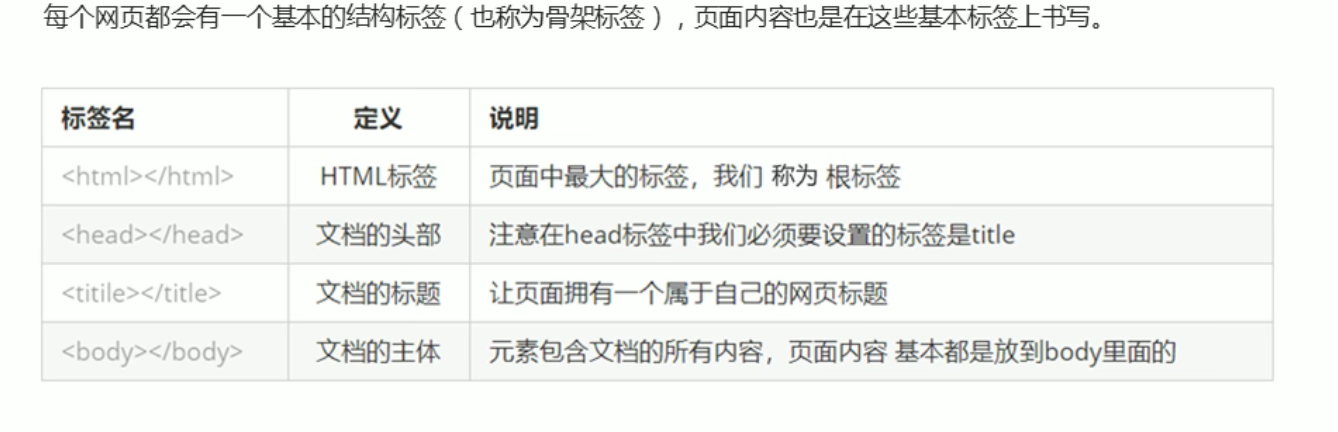 每个网页都会有一个基本的结构标签（也称为骨架标签），页面内容也是在这些基本标签上书写。
标签名 定义 说明
<html></html> HTML标签 页面中最大的标签，我们 称为 根标签
<head></head> 文档的头部 注意在head标签中我们必须要设置的标签是title
<titile></title> 文档的标题 让页面拥有一个属于自己的网页标题
<body></body> 文档的主体 元素包含文档的所有内容，页面内容 基本都是放到body里面的